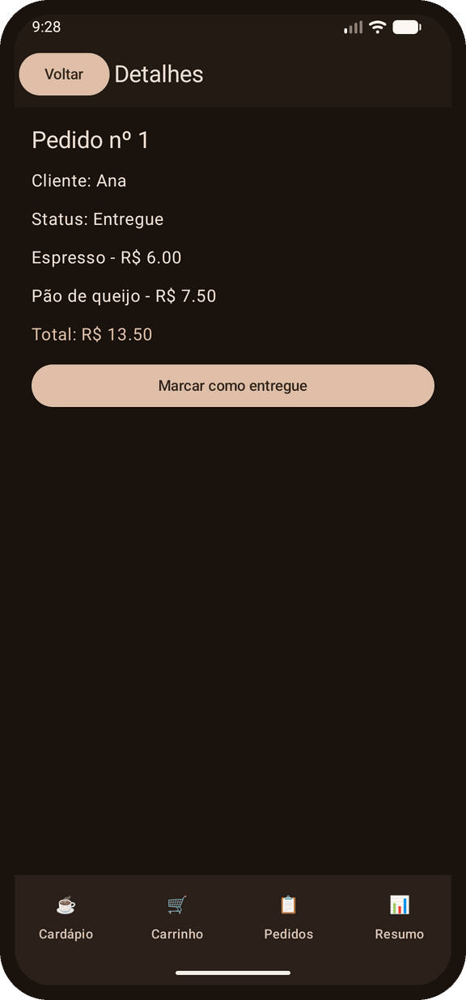 9:28
Voltar Detalhes
Pedido nº 1
Cliente: Ana
Status: Entregue
Espresso - R$ 6.00
Pão de queijo - R$ 7.50
Total: R$ 13.50
Marcar como entregue
Cardápio Carrinho Pedidos Resumo